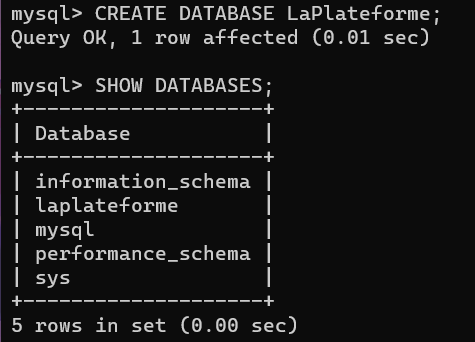 mysql> CREATE DATABASE LaPlateforme;
Query OK, 1 row affected (0.01 sec)

mysql> SHOW DATABASES;
+--------------------+
| Database           |
+--------------------+
| information_schema |
| laplateforme       |
| mysql              |
| performance_schema |
| sys                |
+--------------------+
5 rows in set (0.00 sec)